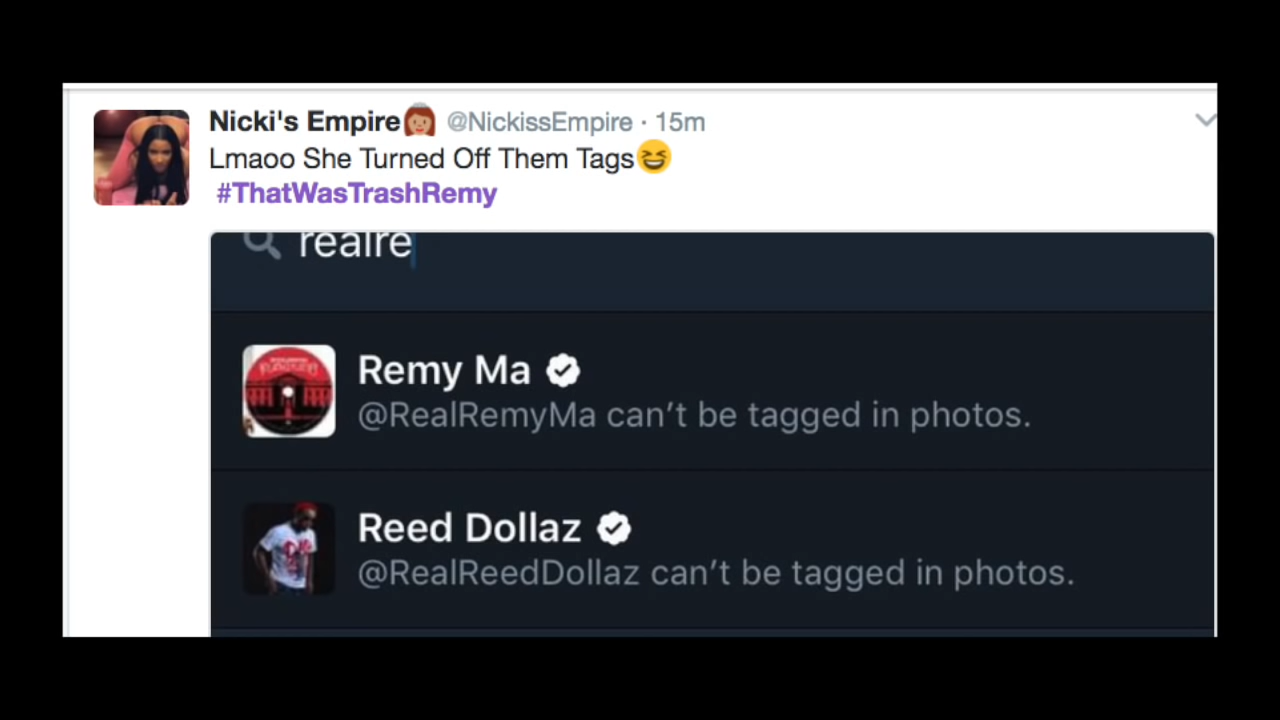 Nicki's Empire👸🏽 @NickissEmpire · 15m
Lmaoo She Turned Off Them Tags😆
#ThatWasTrashRemy
realre
Remy Ma
@RealRemyMa can't be tagged in photos.
Reed Dollaz
@RealReedDollaz can't be tagged in photos.